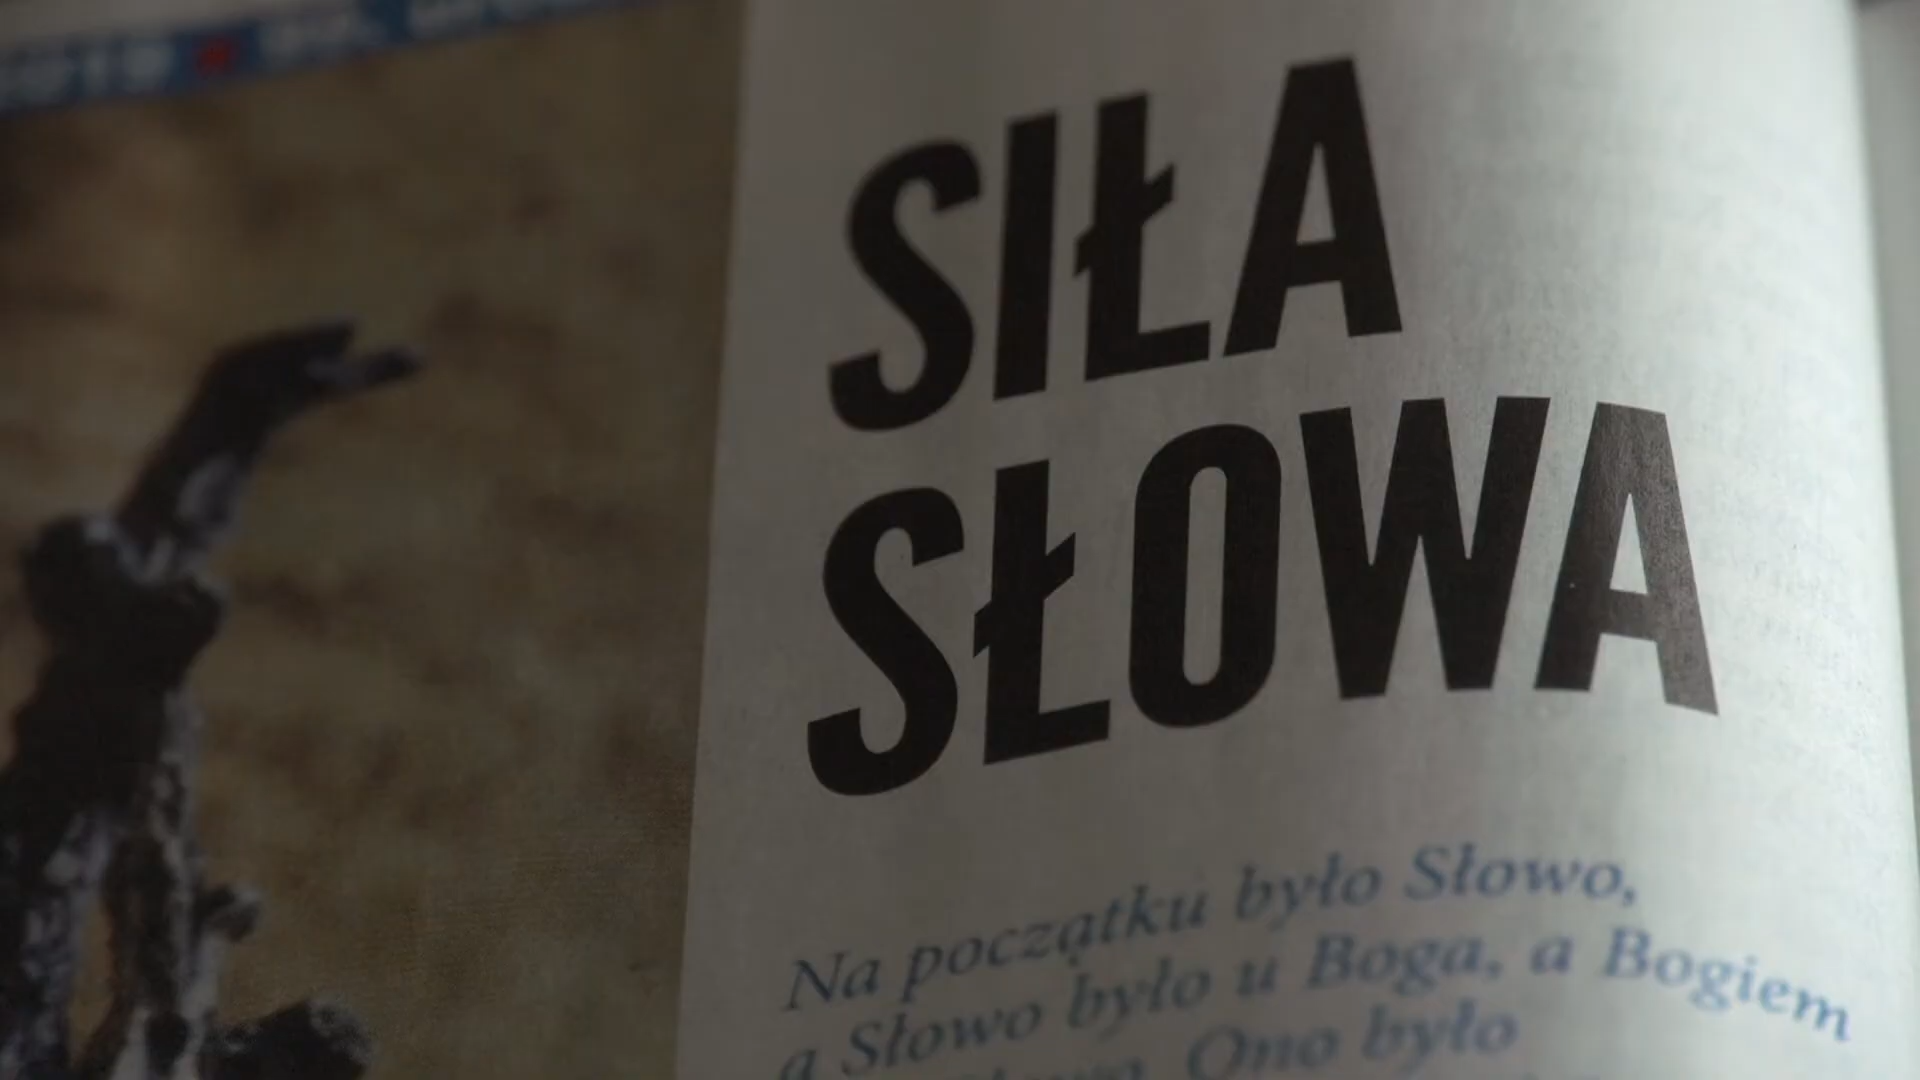 SIŁA
SŁOWA
Na początku było Słowo,
a Słowo było u Boga, a Bogiem
Ono było